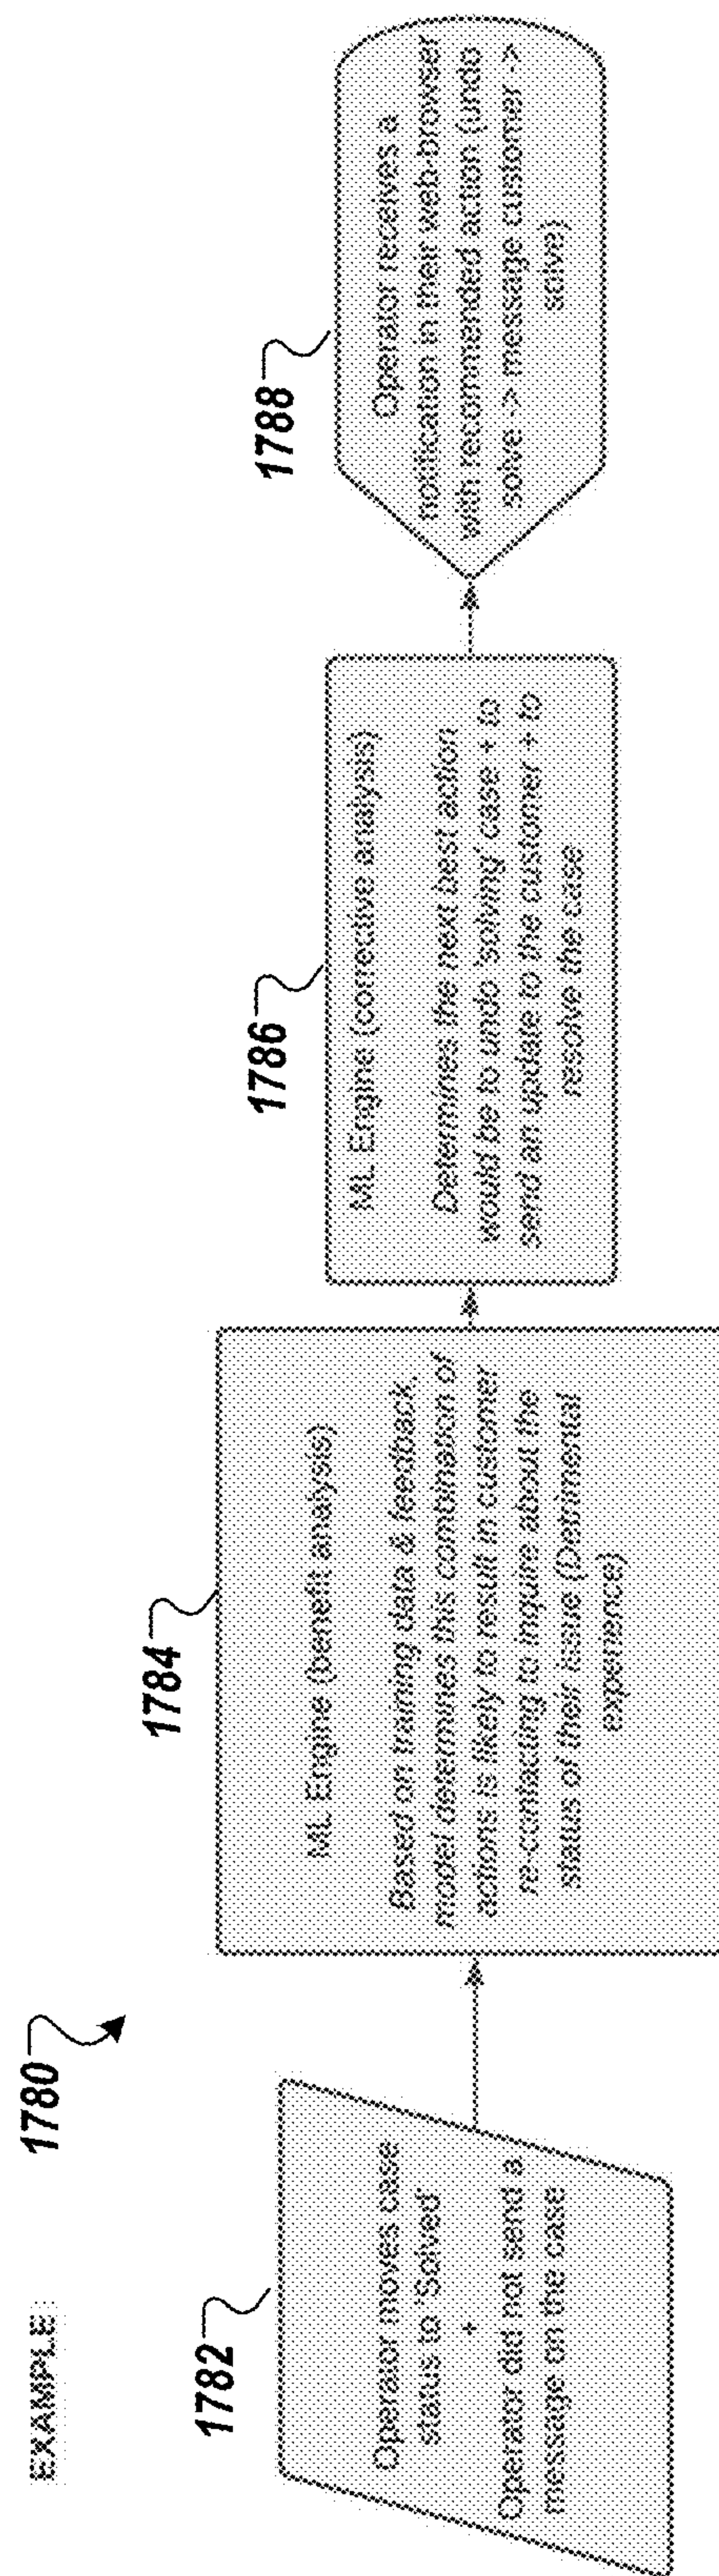 EXAMPLE:
1780
1782
Operator moves case
status to 'Solved'
+
Operator did not send a
message on the case
1784
ML Engine (benefit analysis)
Based on training data & feedback,
model determines this combination of
actions is likely to result in customer
re-contacting to inquire about the
status of their issue (Detrimental
experience)
1786
ML Engine (corrective analysis)
Determines the next best action
would be to undo 'solving' case + to
send an update to the customer + to
resolve the case
1788
Operator receives a
notification in their web-browser
with recommended action (undo
solve -> message customer ->
solve)